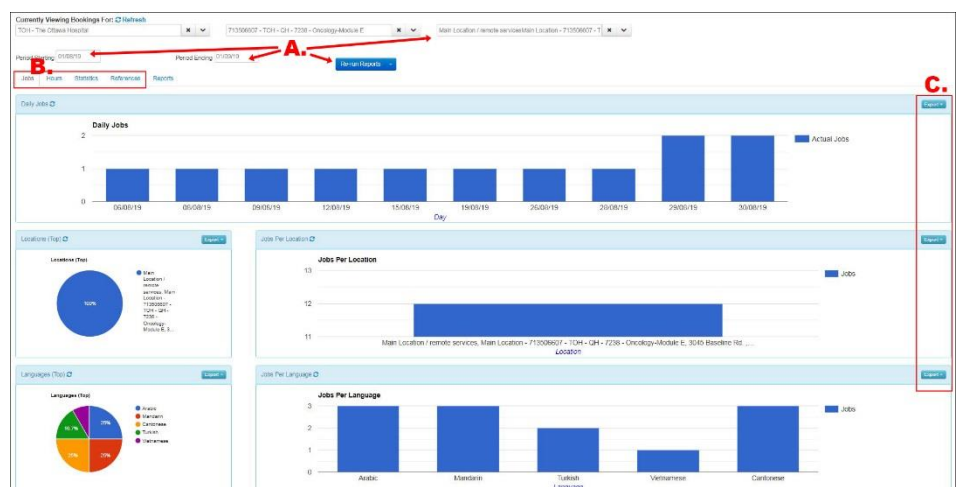 Currently Viewing Bookings For: Refresh
TOH - The Ottawa Hospital
713506607 - TOH - QH - 7238 - Oncology-Module E
Main Location / remote servicesMain Location - 713506607 - T
A.
Period Starting
Period Ending
Re-run Reports
B.
Jobs Hours Statistics References Reports
C.
Daily Jobs
Export
Daily Jobs
2
1
0
Actual Jobs
06/08/19 08/08/19 09/08/19 12/08/19 15/08/19 19/08/19 26/08/19 28/08/19 29/08/19 30/08/19
Day
Locations (Top)
Export
Locations (Top)
100%
Main
Location /
remote
services, Main
Location -
713506607 -
TOH - QH -
7238 -
Oncology-
Module E, 3...
Jobs Per Location
Export
Jobs Per Location
13
12
11
Jobs
Main Location / remote services, Main Location - 713506607 - TOH - QH - 7238 - Oncology-Module E, 3045 Baseline Rd.
Location
Languages (Top)
Export
Languages (Top)
25%
25%
25%
16.7%
Arabic
Mandarin
Cantonese
Turkish
Vietnamese
Jobs Per Language
Export
Jobs Per Language
3
2
1
0
Jobs
Arabic Mandarin Turkish Vietnamese Cantonese
Language